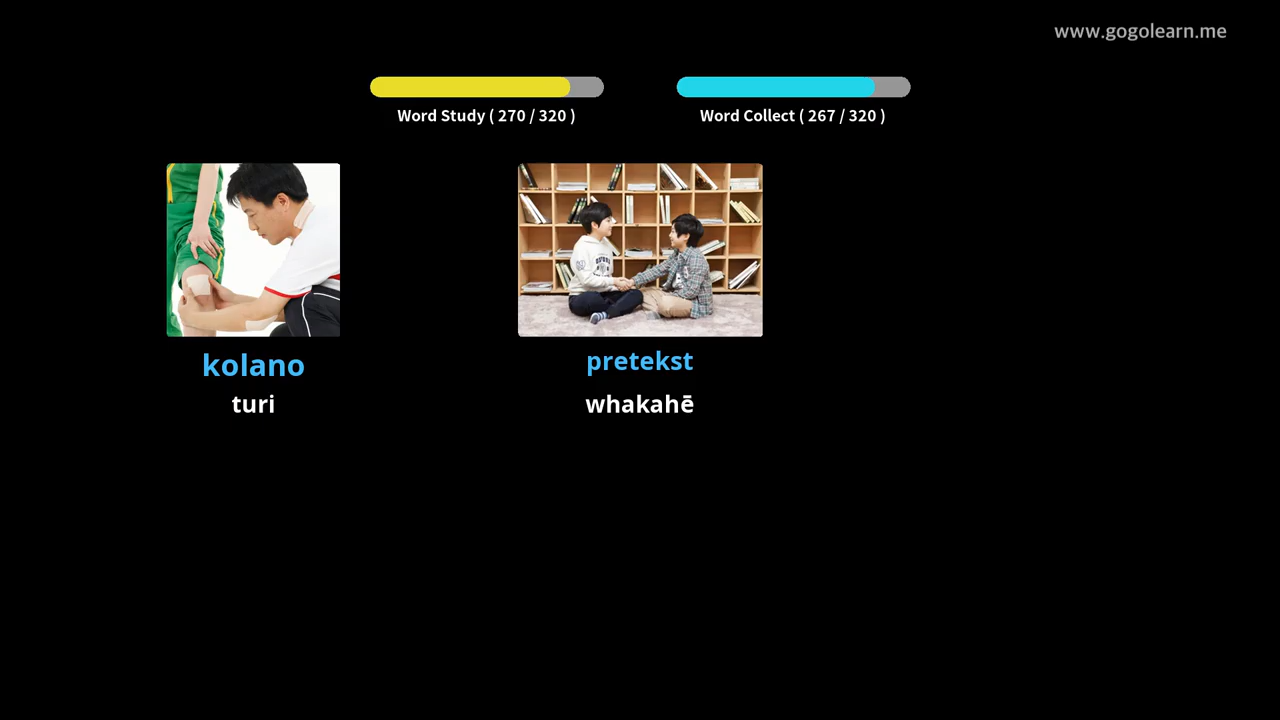 www.gogolearn.me
Word Study ( 270 / 320 )
Word Collect ( 267 / 320 )
kolano
turi
pretekst
whakahē